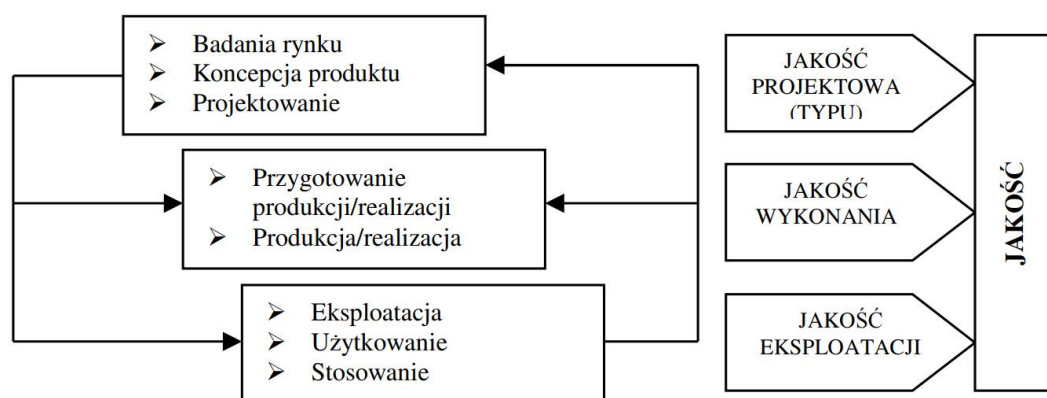 ➢ Badania rynku
➢ Koncepcja produktu
➢ Projektowanie
➢ Przygotowanie
produkcji/realizacji
➢ Produkcja/realizacja
➢ Eksploatacja
➢ Użytkowanie
➢ Stosowanie
JAKOŚĆ
PROJEKTOWA
(TYPU)
JAKOŚĆ
WYKONANIA
JAKOŚĆ
EKSPLOATACJI
JAKOŚĆ